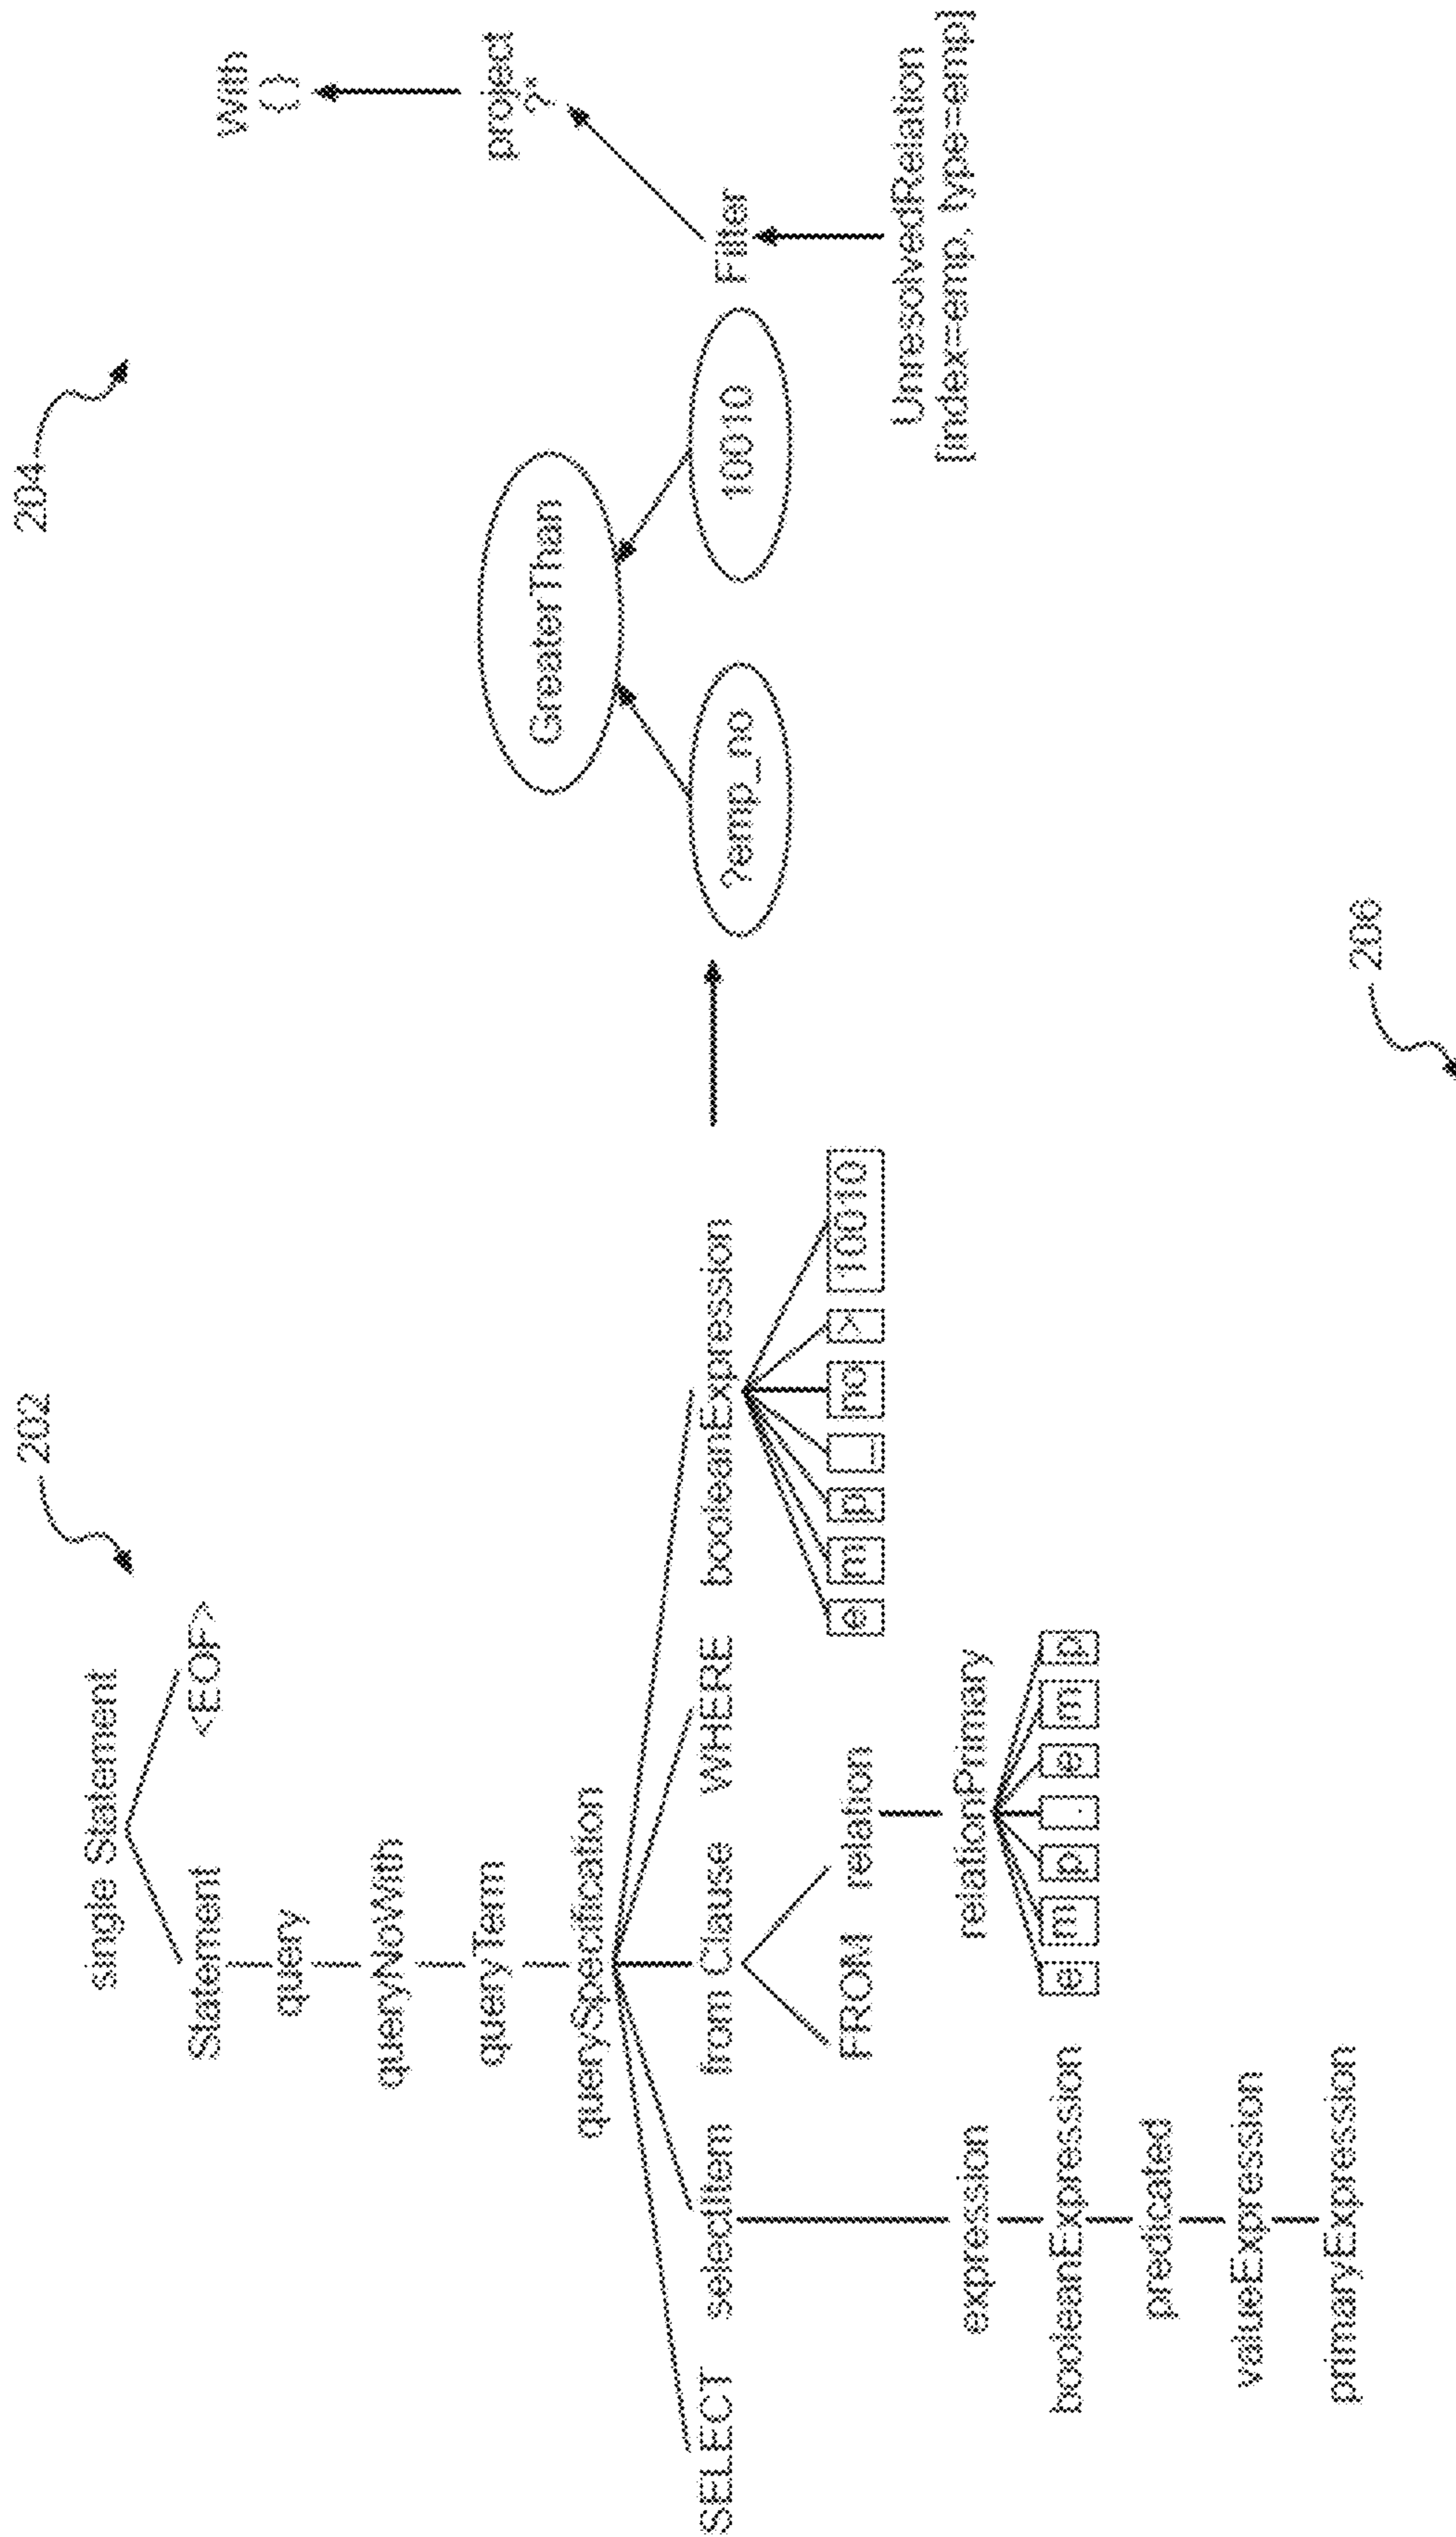 202
single Statement
Statement
<EOF>
query
queryNoWith
queryTerm
querySpecification
SELECT
selectItem
from Clause
WHERE
booleanExpression
FROM
relation
e
m
p
_
no
>
10010
expression
relationPrimary
booleanExpression
e
m
p
.
e
m
p
predicated
valueExpression
primaryExpression
204
With
{}
project
?*
GreaterThan
?emp_no
10010
Filter
UnresolvedRelation
[index=emp, type=emp]
206